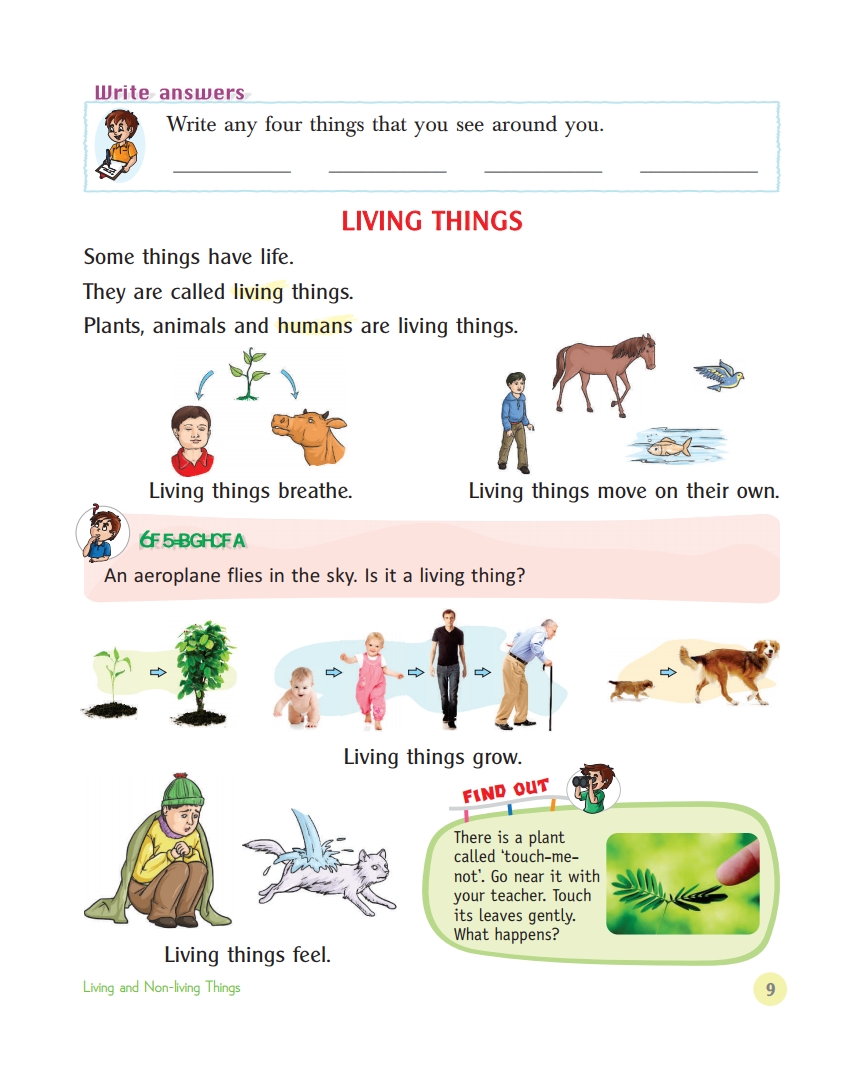 Write answers
Write any four things that you see around you.
LIVING THINGS
Some things have life.
They are called living things.
Plants, animals and humans are living things.
Living things breathe.
Living things move on their own.
6F5=BGHCFA
An aeroplane flies in the sky. Is it a living thing?
Living things grow.
FIND OUT
There is a plant
called ‘touch-me-
not’. Go near it with
your teacher. Touch
its leaves gently.
What happens?
Living things feel.
Living and Non-living Things
9